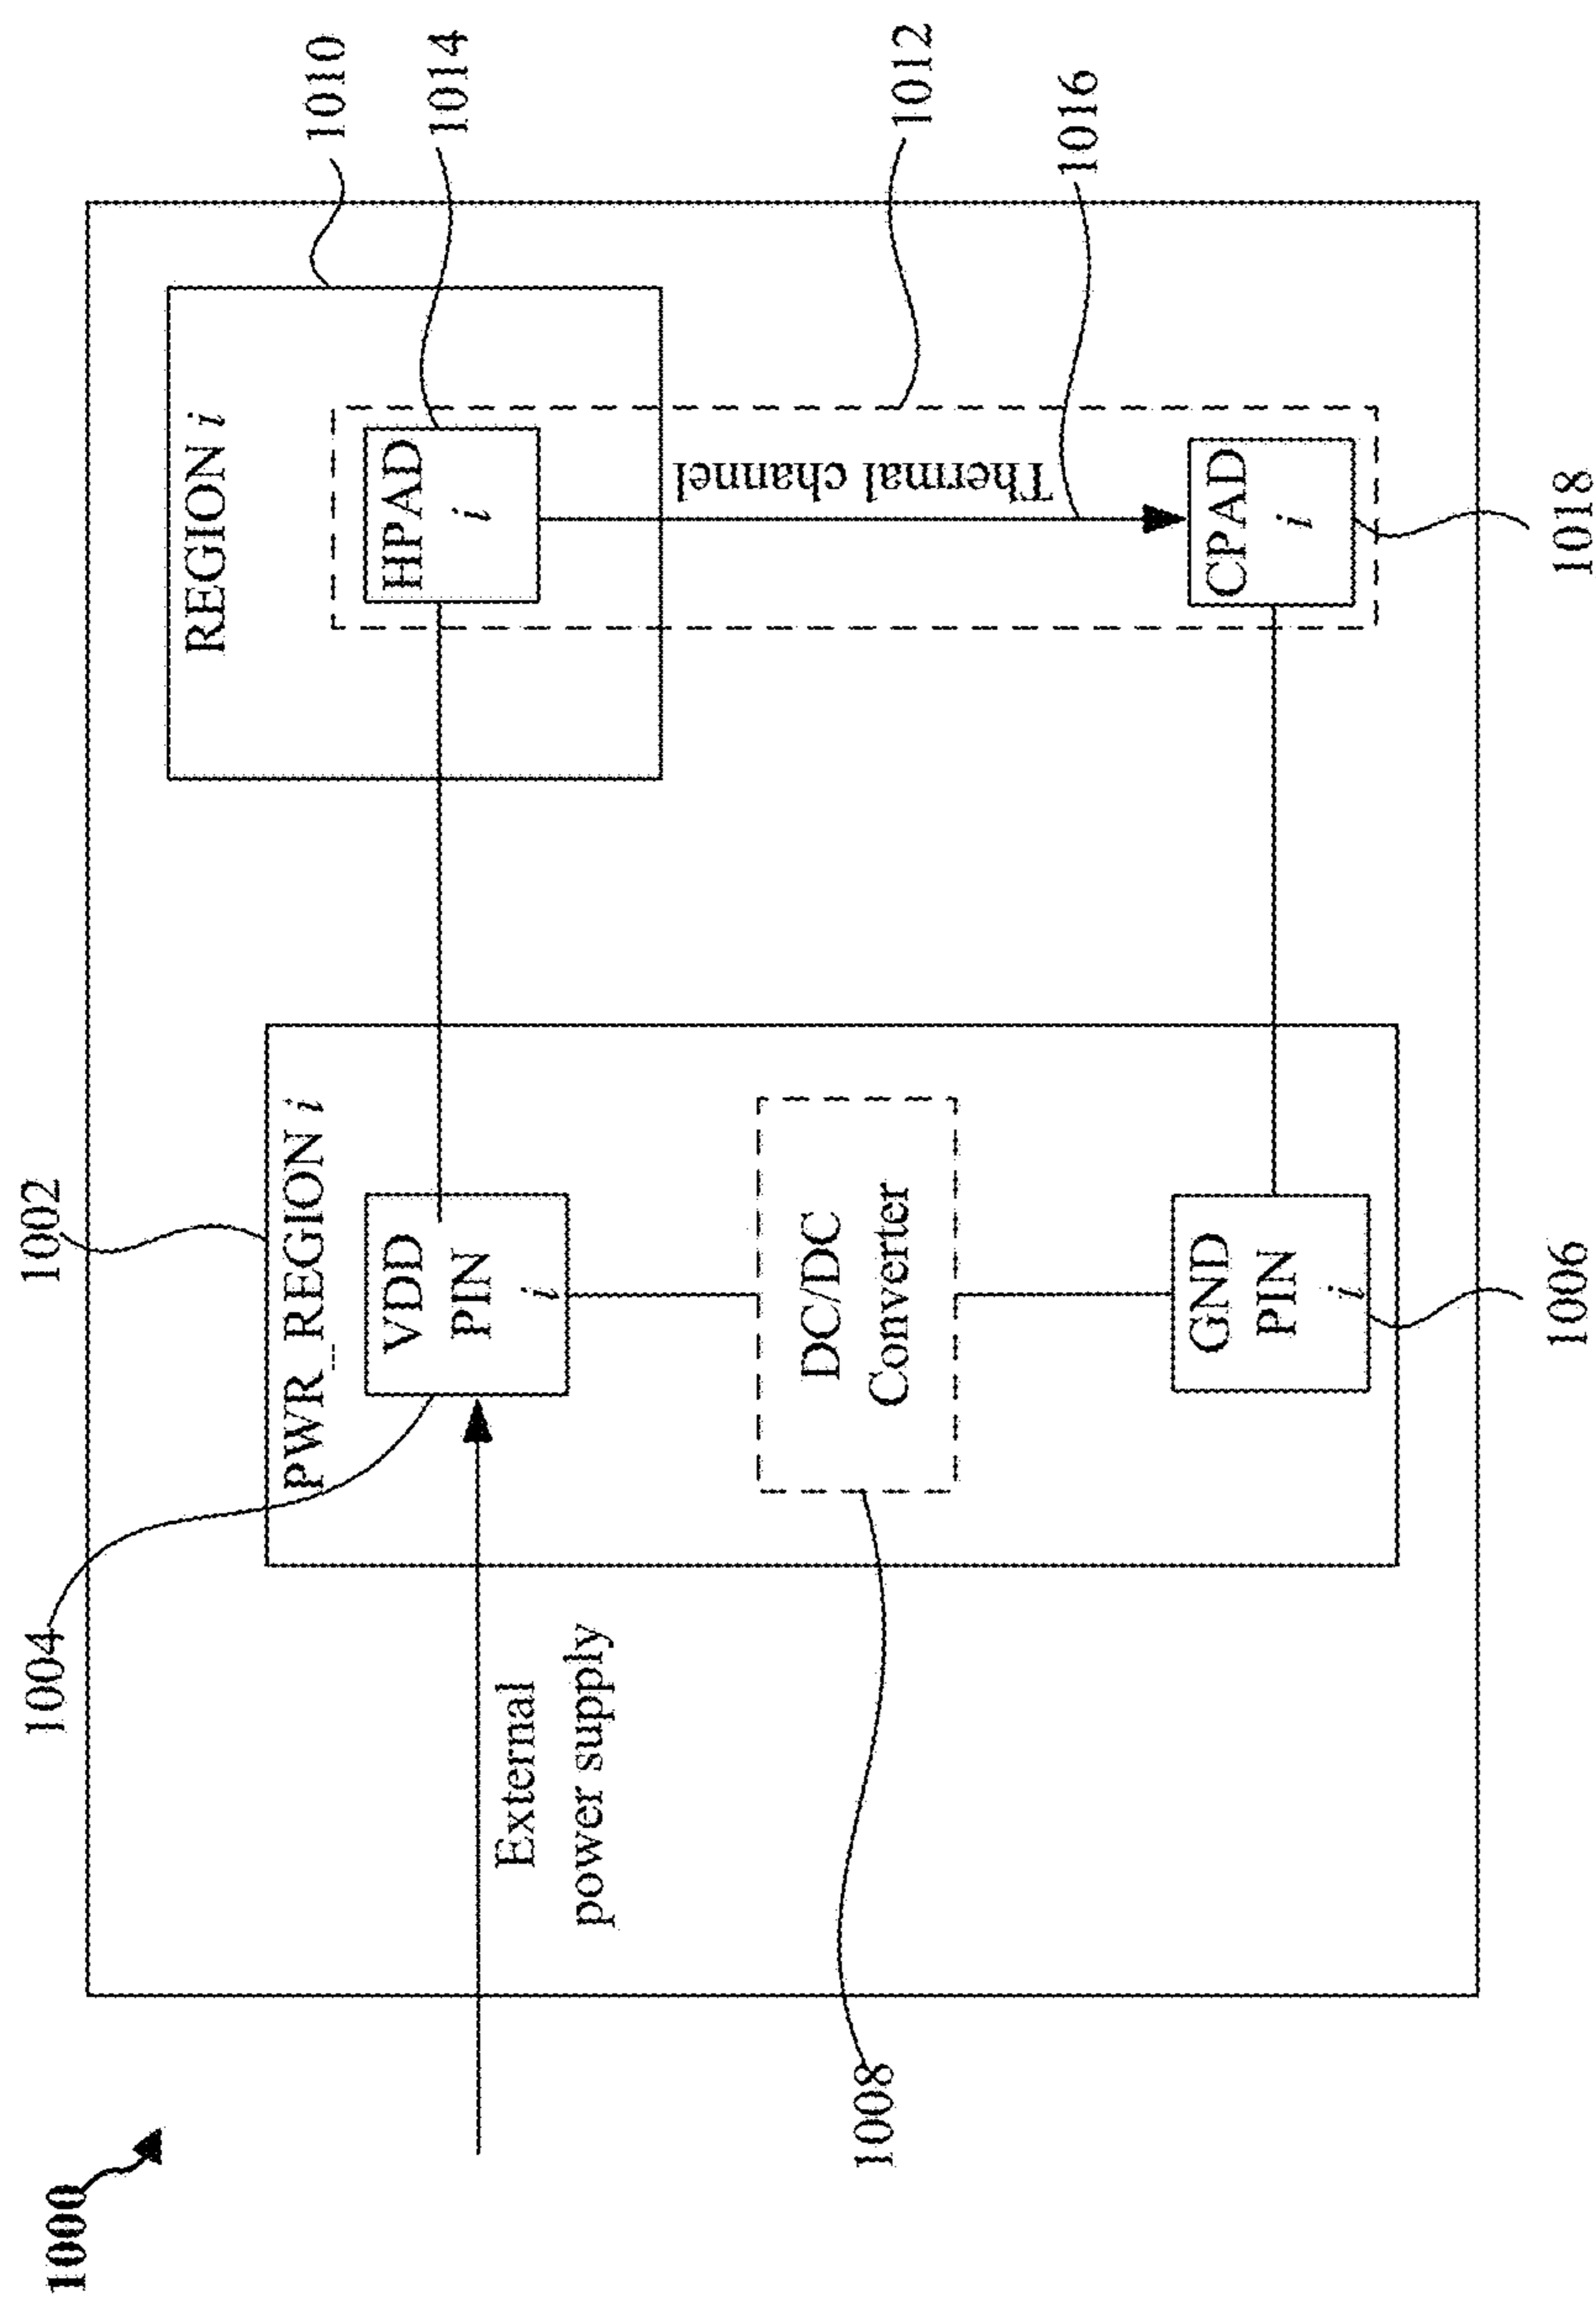 1000
1002
1004
PWR_REGION i
VDD
PIN
i
External
power supply
DC/DC
Converter
1008
GND
PIN
i
1006
1010
1014
REGION i
HPAD
i
Thermal channel
1012
1016
CPAD
i
1018